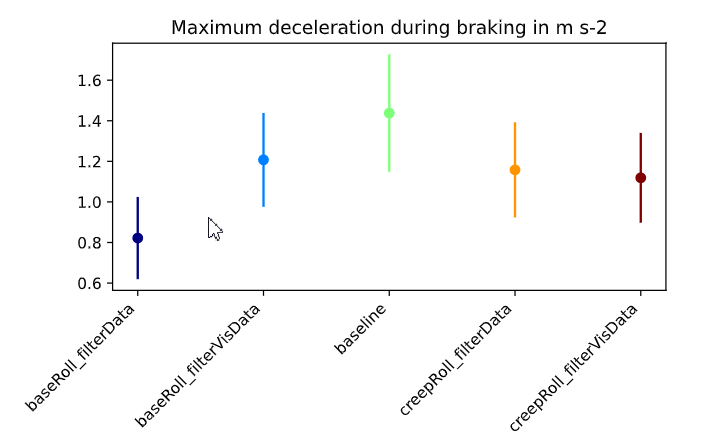 Maximum deceleration during braking in m s-2
1.6
1.4
1.2
1.0
0.8
0.6
baseRoll_filterData
baseRoll_filterVisData
baseline
creepRoll_filterData
creepRoll_filterVisData